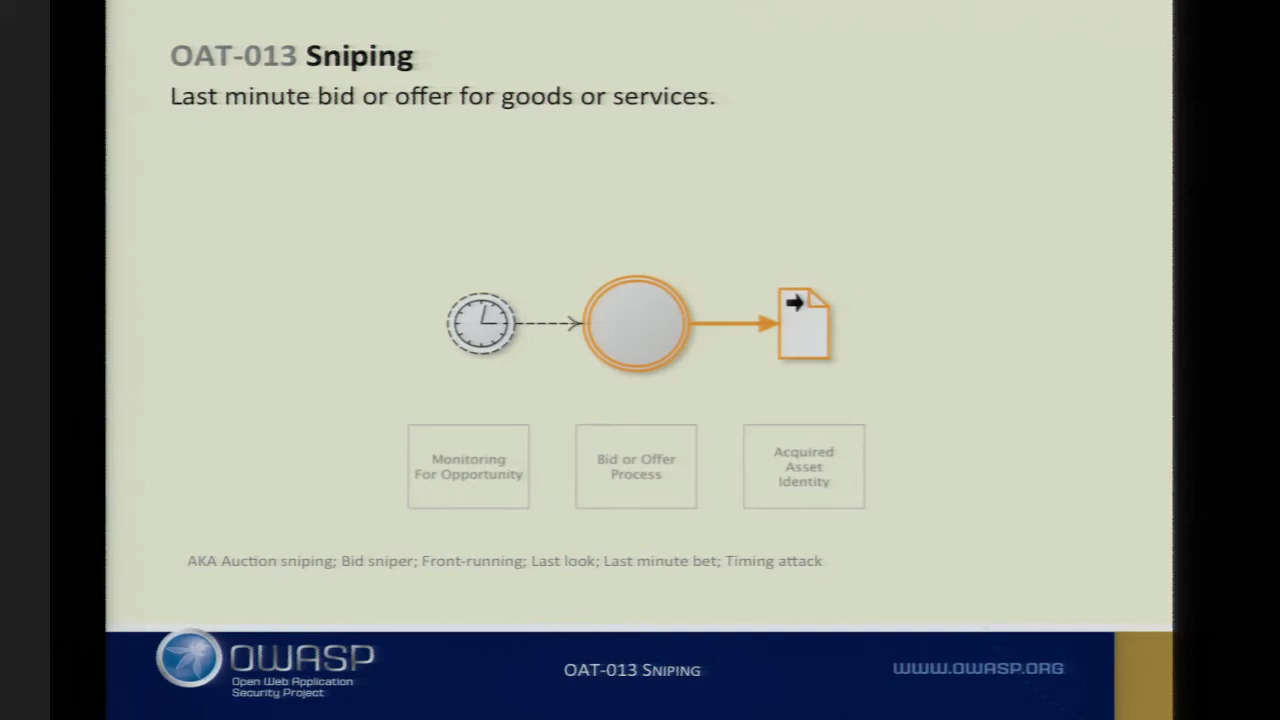 OAT-013 Sniping
Last minute bid or offer for goods or services.
Monitoring
For Opportunity
Bid or Offer
Process
Acquired
Asset
Identity
AKA Auction sniping; Bid sniper; Front-running; Last look; Last minute bet; Timing attack
OWASP
Open Web Application
Security Project
OAT-013 SNIPING
WWW.OWASP.ORG